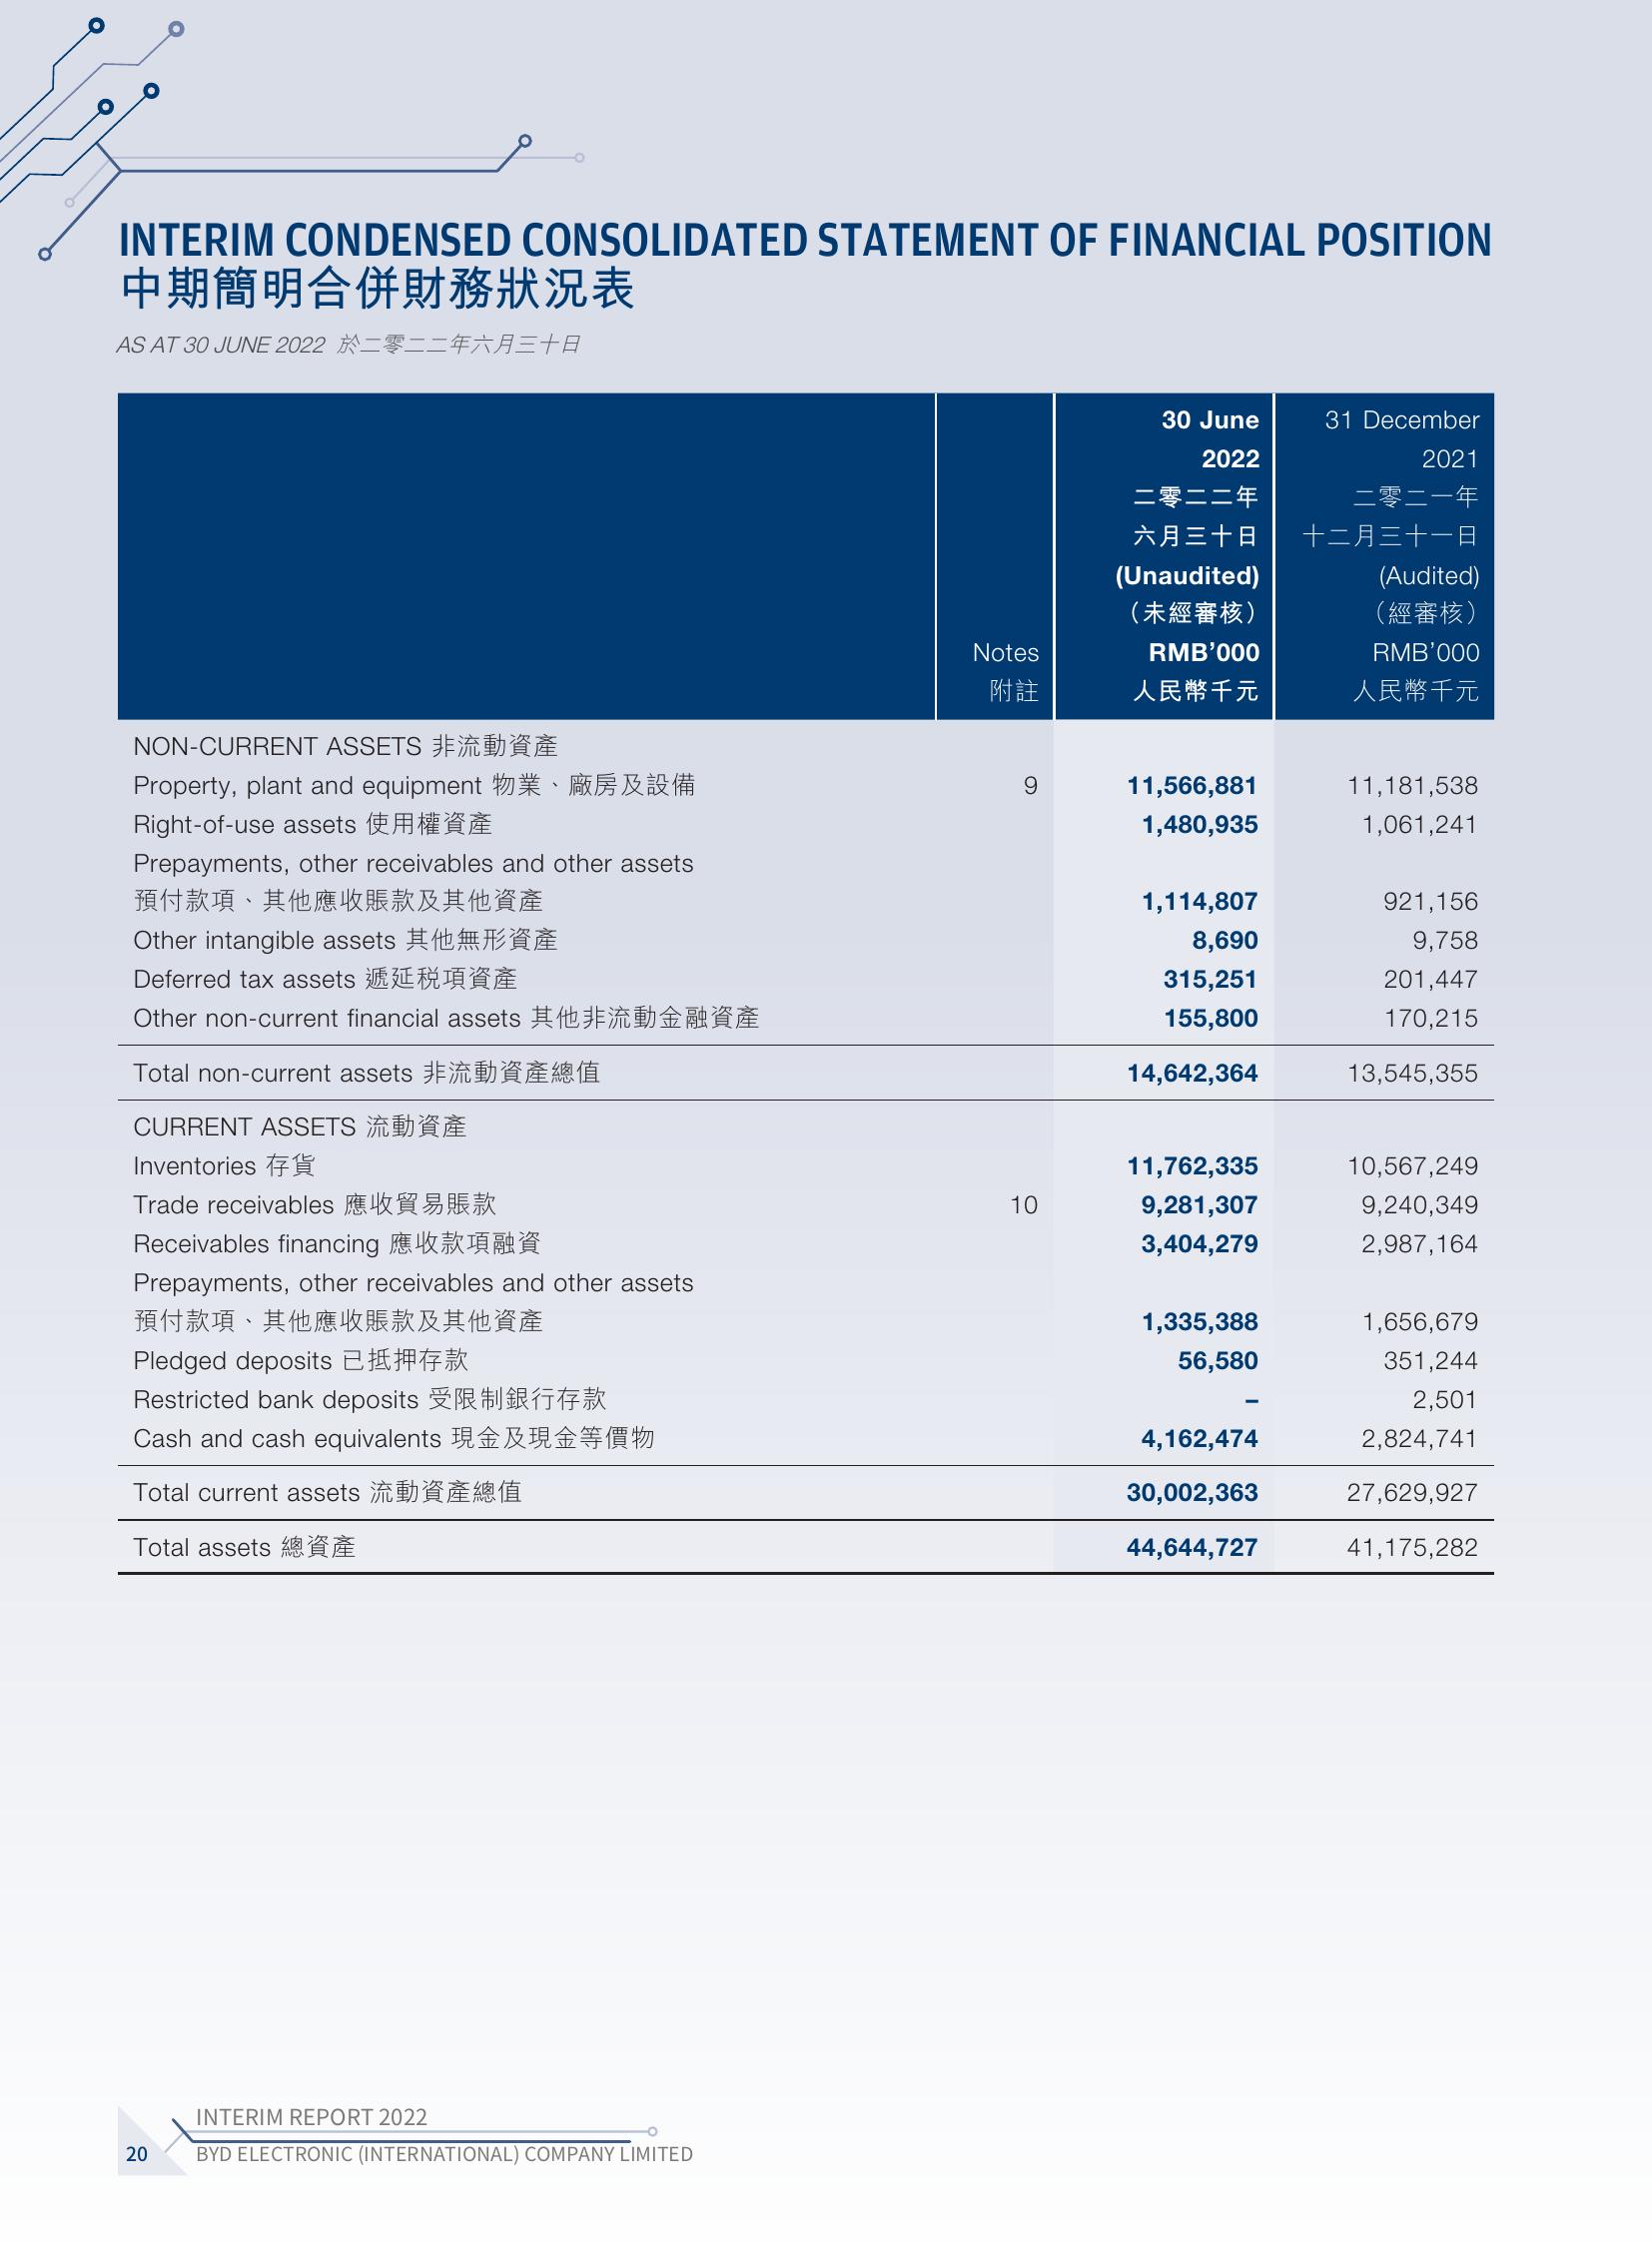 INTERIM CONDENSED CONSOLIDATED STATEMENT OF FINANCIAL POSITION
中期簡明合併財務狀況表
AS AT 30 JUNE 2022 於二零二二年六月三十日
30 June 31 December
2022 2021
二零二二年 二零二一年
六月三十日 十二月三十一日
(Unaudited) (Audited)
（未經審核） （經審核）
Notes RMB’000 RMB’000
附註 人民幣千元 人民幣千元
NON-CURRENT ASSETS 非流動資產
Property, plant and equipment 物業、廠房及設備 9 11,566,881 11,181,538
Right-of-use assets 使用權資產 1,480,935 1,061,241
Prepayments, other receivables and other assets
預付款項、其他應收賬款及其他資產 1,114,807 921,156
Other intangible assets 其他無形資產 8,690 9,758
Deferred tax assets 遞延税項資產 315,251 201,447
Other non-current financial assets 其他非流動金融資產 155,800 170,215
Total non-current assets 非流動資產總值 14,642,364 13,545,355
CURRENT ASSETS 流動資產
Inventories 存貨 11,762,335 10,567,249
Trade receivables 應收貿易賬款 10 9,281,307 9,240,349
Receivables financing 應收款項融資 3,404,279 2,987,164
Prepayments, other receivables and other assets
預付款項、其他應收賬款及其他資產 1,335,388 1,656,679
Pledged deposits 已抵押存款 56,580 351,244
Restricted bank deposits 受限制銀行存款 – 2,501
Cash and cash equivalents 現金及現金等價物 4,162,474 2,824,741
Total current assets 流動資產總值 30,002,363 27,629,927
Total assets 總資產 44,644,727 41,175,282
INTERIM REPORT 2022
20 BYD ELECTRONIC (INTERNATIONAL) COMPANY LIMITED